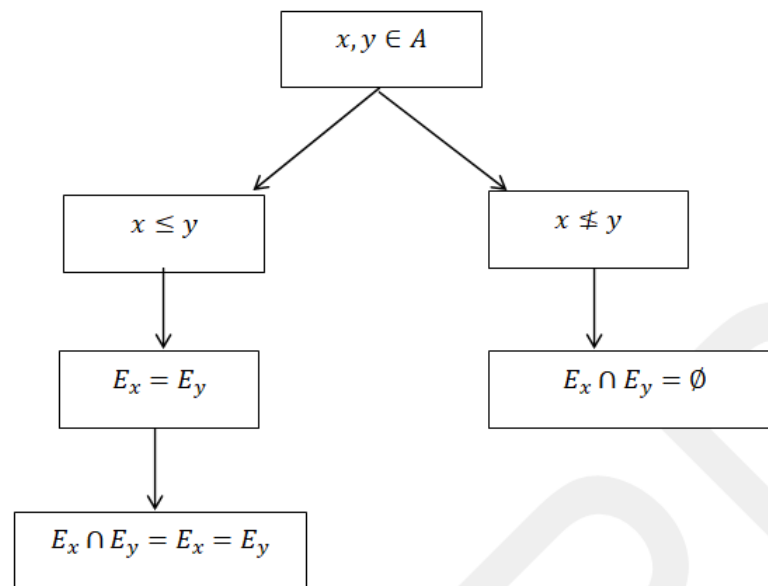 x, y ∈ A
x ≤ y
x ≰ y
E_x = E_y
E_x ∩ E_y = ∅
E_x ∩ E_y = E_x = E_y